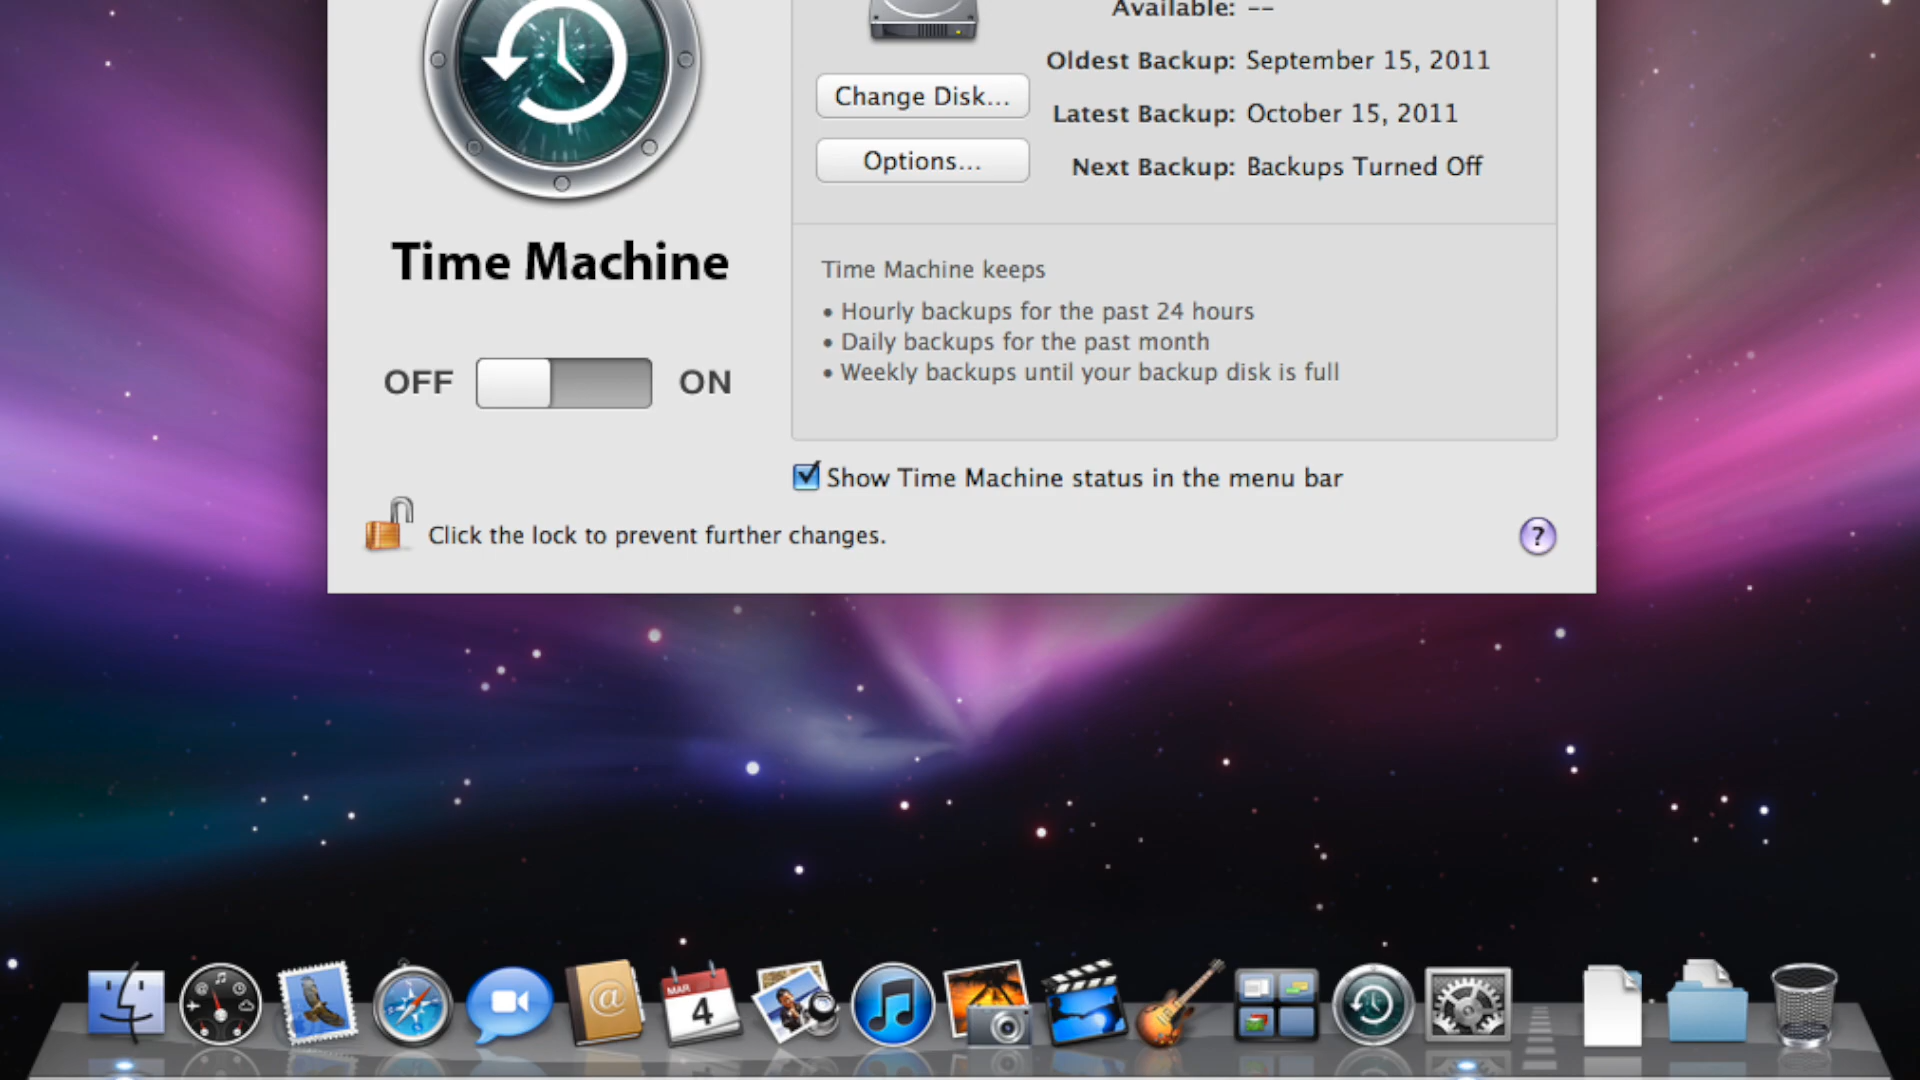 Available: --
Oldest Backup: September 15, 2011
Change Disk...
Latest Backup: October 15, 2011
Options...
Next Backup: Backups Turned Off
Time Machine
Time Machine keeps
• Hourly backups for the past 24 hours
• Daily backups for the past month
• Weekly backups until your backup disk is full
OFF ON
Show Time Machine status in the menu bar
Click the lock to prevent further changes.
?
@
MAR
4